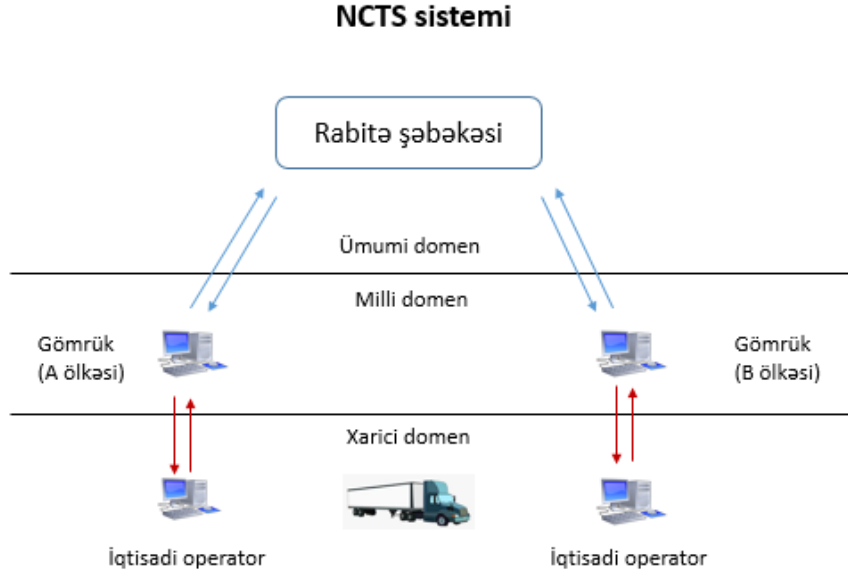 NCTS sistemi
Rabitə şəbəkəsi
Ümumi domen
Milli domen
Gömrük
(A ölkəsi)
Gömrük
(B ölkəsi)
Xarici domen
İqtisadi operator
İqtisadi operator